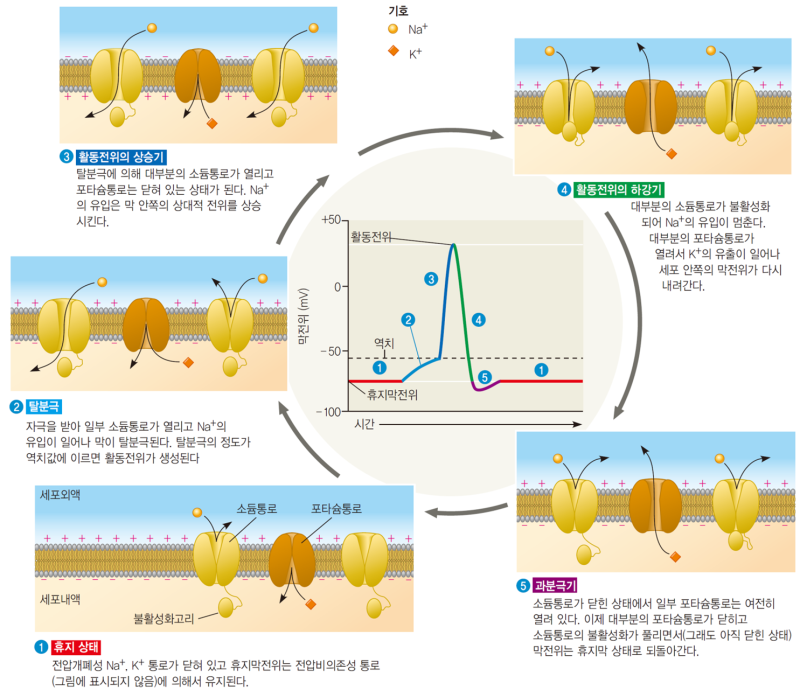 기호
Na⁺
K⁺
❸ 활동전위의 상승기
탈분극에 의해 대부분의 소듐통로가 열리고
포타슘통로는 닫혀 있는 상태가 된다. Na⁺
의 유입은 막 안쪽의 상대적 전위를 상승
시킨다.
❹ 활동전위의 하강기
대부분의 소듐통로가 불활성화
되어 Na⁺의 유입이 멈춘다.
대부분의 포타슘통로가
열려서 K⁺의 유출이 일어나
세포 안쪽의 막전위가 다시
내려간다.
❷ 탈분극
자극을 받아 일부 소듐통로가 열리고 Na⁺의
유입이 일어나 막이 탈분극된다. 탈분극의 정도가
역치값에 이르면 활동전위가 생성된다
막전위 (mV)
+50
0
−50
−100
활동전위
❸
❷
❹
역치
❶
❺
❶
휴지막전위
시간
세포외액
소듐통로
포타슘통로
세포내액
불활성화고리
❶ 휴지 상태
전압개폐성 Na⁺, K⁺ 통로가 닫혀 있고 휴지막전위는 전압비의존성 통로
(그림에 표시되지 않음)에 의해서 유지된다.
❺ 과분극기
소듐통로가 닫힌 상태에서 일부 포타슘통로는 여전히
열려 있다. 이제 대부분의 포타슘통로가 닫히고
소듐통로의 불활성화가 풀리면서(그래도 아직 닫힌 상태)
막전위는 휴지막 상태로 되돌아간다.